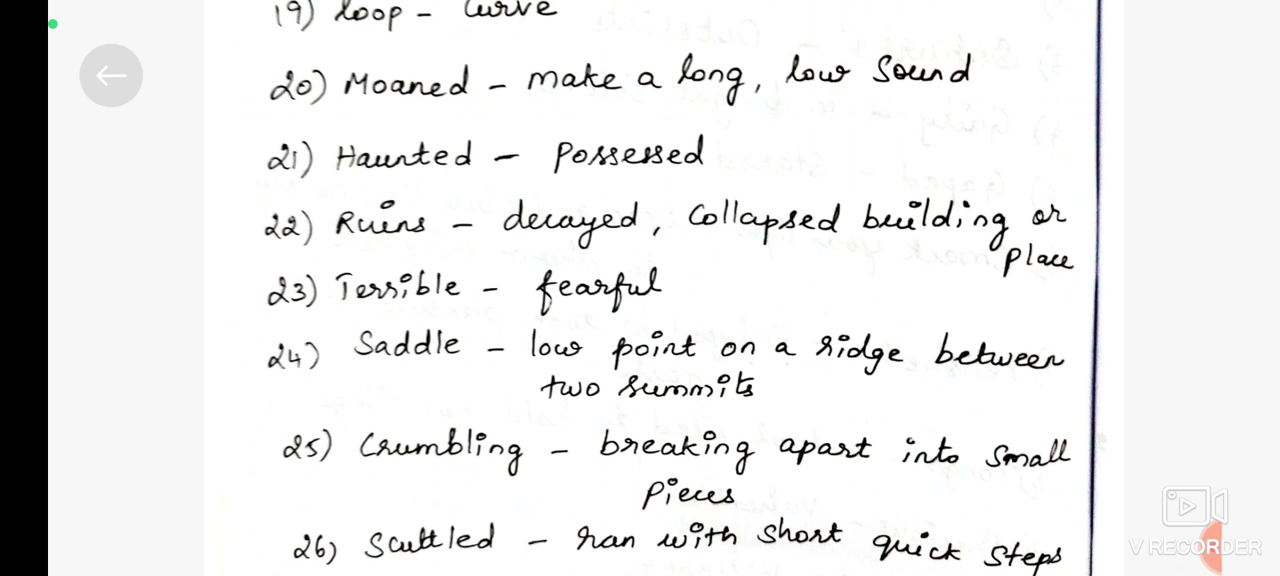 19) Loop - Curve
20) Moaned - make a long, low sound
21) Haunted - Possessed
22) Ruins - decayed, collapsed building or
place
23) Terrible - fearful
24) Saddle - low point on a ridge between
two summits
25) Crumbling - breaking apart into small
pieces
26) Scuttled - ran with short quick steps
V RECORDER